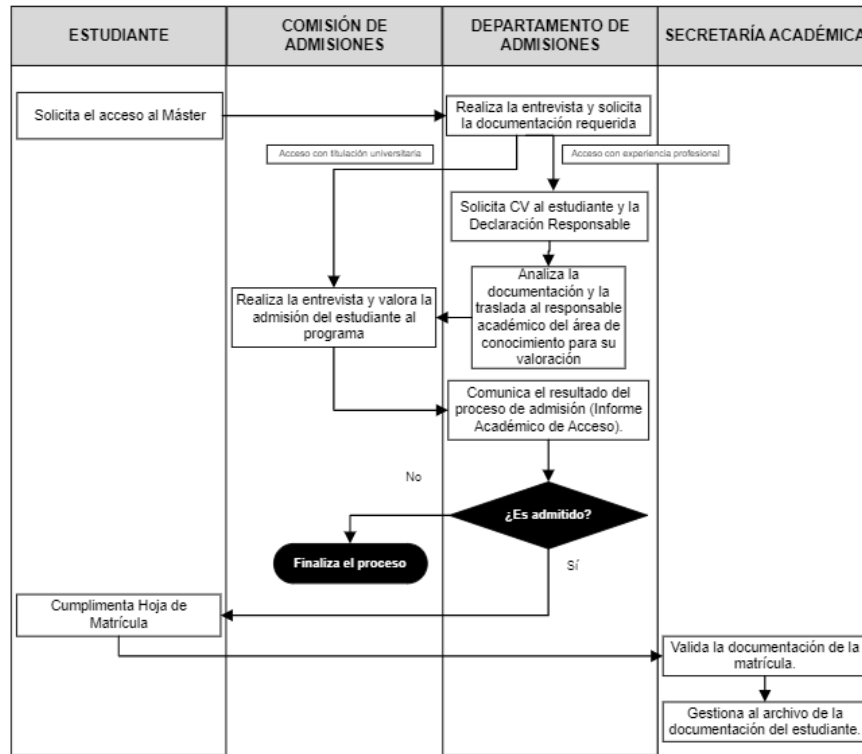 ESTUDIANTE
COMISIÓN DE
ADMISIONES
DEPARTAMENTO DE
ADMISIONES
SECRETARÍA ACADÉMICA
Solicita el acceso al Máster
Realiza la entrevista y solicita
la documentación requerida
Acceso con titulación universitaria
Acceso con experiencia profesional
Solicita CV al estudiante y la
Declaración Responsable
Analiza la
documentación y la
traslada al responsable
académico del área de
conocimiento para su
valoración
Realiza la entrevista y valora la
admisión del estudiante al
programa
Comunica el resultado del
proceso de admisión (Informe
Académico de Acceso).
No
¿Es admitido?
Finaliza el proceso
Sí
Cumplimenta Hoja de
Matrícula
Valida la documentación de la
matrícula.
Gestiona al archivo de la
documentación del estudiante.